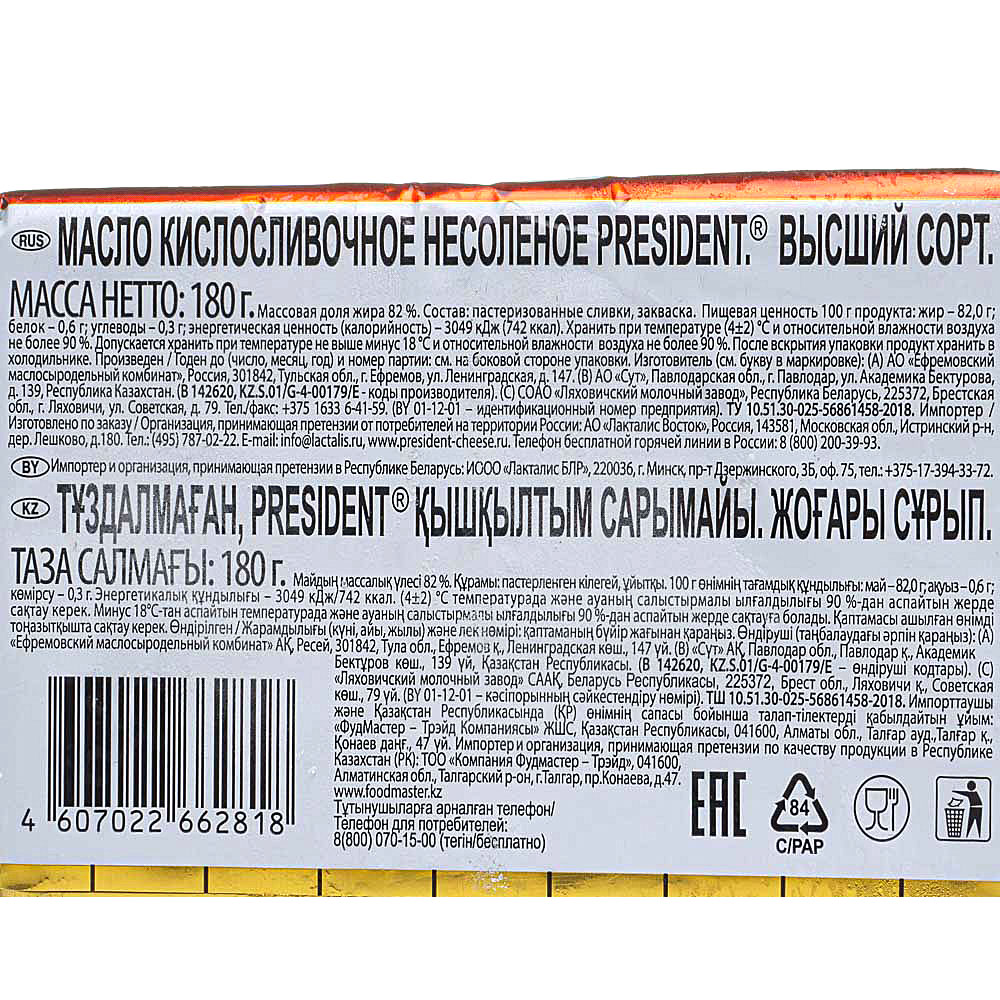 RUS МАСЛО КИСЛОСЛИВОЧНОЕ НЕСОЛЕНОЕ PRESIDENT.® ВЫСШИЙ СОРТ.
МАССА НЕТТО: 180 г. Массовая доля жира 82 %. Состав: пастеризованные сливки, закваска. Пищевая ценность 100 г продукта: жир – 82,0 г;
белок – 0,6 г; углеводы – 0,3 г; энергетическая ценность (калорийность) – 3049 кДж (742 ккал). Хранить при температуре (4±2) °С и относительной влажности воздуха
не более 90 %. Допускается хранить при температуре не выше минус 18 °С и относительной влажности воздуха не более 90 %. После вскрытия упаковки продукт хранить в
холодильнике. Произведен / Годен до (число, месяц, год) и номер партии: см. на боковой стороне упаковки. Изготовитель (см. букву в маркировке): (А) АО «Ефремовский
маслосыродельный комбинат», Россия, 301842, Тульская обл., г. Ефремов, ул. Ленинградская, д. 147. (В) АО «Сут», Павлодарская обл., г. Павлодар, ул. Академика Бектурова,
д. 139, Республика Казахстан. (B 142620, KZ.S.01/G-4-00179/E - коды производителя). (С) СОАО «Ляховичский молочный завод», Республика Беларусь, 225372, Брестская
обл., г. Ляховичи, ул. Советская, д. 79. Тел./факс: +375 1633 6-41-59. (BY 01-12-01 – идентификационный номер предприятия). ТУ 10.51.30-025-56861458-2018. Импортер /
Изготовлено по заказу / Организация, принимающая претензии от потребителей на территории России: АО «Лакталис Восток», Россия, 143581, Московская обл., Истринский р-н,
дер. Лешково, д.180. Тел.: (495) 787-02-22. E-mail: info@lactalis.ru, www.president-cheese.ru. Телефон бесплатной горячей линии в России: 8 (800) 200-39-93.
BY Импортер и организация, принимающая претензии в Республике Беларусь: ИООО «Лакталис БЛР», 220036, г. Минск, пр-т Дзержинского, 3Б, оф. 75, тел.: +375-17-394-33-72.
KZ ТҰЗДАЛМАҒАН, PRESIDENT® ҚЫШҚЫЛТЫМ САРЫМАЙЫ. ЖОҒАРЫ СҰРЫП.
ТАЗА САЛМАҒЫ: 180 г. Майдың массалық үлесі 82 %. Құрамы: пастерленген кілегей, ұйытқы. 100 г өнімнің тағамдық құндылығы: май – 82,0 г; ақуыз – 0,6 г;
көмірсу – 0,3 г. Энергетикалық құндылығы – 3049 кДж/742 ккал. (4±2) °С температурада және ауаның салыстырмалы ылғалдылығы 90 %-дан аспайтын жерде
сақтау керек. Минус 18°С-тан аспайтын температурада және ауаның салыстырмалы ылғалдылығы 90 %-дан аспайтын жерде сақтауға болады. Қаптамасы ашылған өнімді
тоңазытқышта сақтау керек. Өндірілген / Жарамдылығы (күні, айы, жылы) және лек нөмірі: қаптаманың бүйір жағынан қараңыз. Өндіруші (таңбалаудағы әрпін қараңыз): (А)
«Ефремовский маслосыродельный комбинат» АҚ, Ресей, 301842, Тула обл., Ефремов қ., Ленинградская көш., 147 үй. (В) «Сүт» АҚ, Павлодар обл., Павлодар қ., Академик
Бектұров көш., 139 үй, Қазақстан Республикасы. (B 142620, KZ.S.01/G-4-00179/E – өндіруші кодтары). (С)
«Ляховичский молочный завод» СААҚ, Беларусь Республикасы, 225372, Брест обл., Ляховичи қ., Советская
көш., 79 үй. (BY 01-12-01 – кәсіпорынның сәйкестендіру нөмірі). ТШ 10.51.30-025-56861458-2018. Импорттаушы
және Қазақстан Республикасында (ҚР) өнімнің сапасы бойынша талап-тілектерді қабылдайтын ұйым:
«ФудМастер – Трэйд Компаниясы» ЖШС, Қазақстан Республикасы, 041600, Алматы обл., Талғар ауд.,Талғар қ.,
Қонаев даңғ., 47 үй. Импортер и организация, принимающая претензии по качеству продукции в Республике
Казахстан (РК): ТОО «Компания Фудмастер – Трэйд», 041600,
Алматинская обл., Талгарский р-он, г.Талгар, пр.Конаева, д.47.
www.foodmaster.kz
Тұтынушыларға арналған телефон/
Телефон для потребителей:
8(800) 070-15-00 (тегін/бесплатно)
4 607022 662818
EAC
84
C/PAP